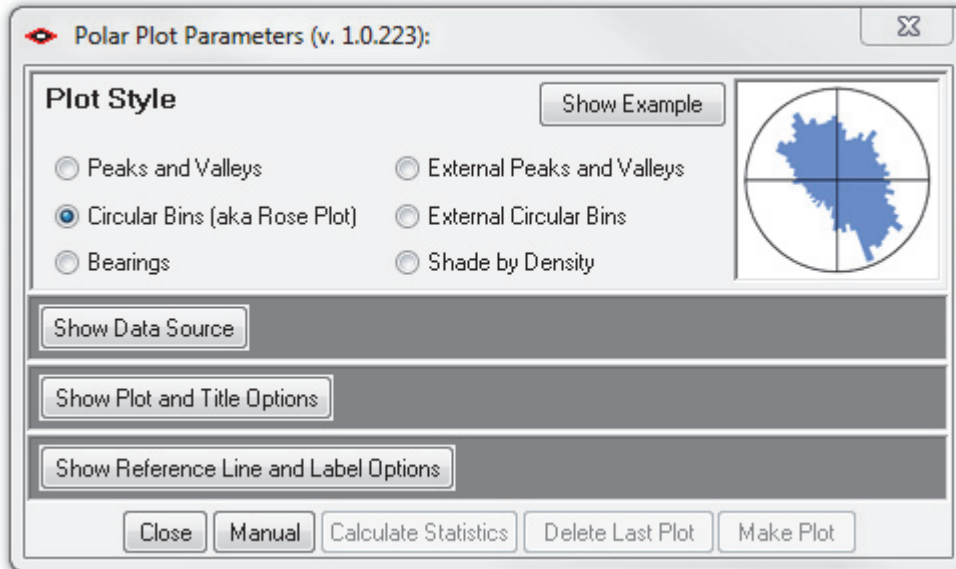 Polar Plot Parameters (v. 1.0.223):
Plot Style
Show Example
Peaks and Valleys
External Peaks and Valleys
Circular Bins (aka Rose Plot)
External Circular Bins
Bearings
Shade by Density
Show Data Source
Show Plot and Title Options
Show Reference Line and Label Options
Close
Manual
Calculate Statistics
Delete Last Plot
Make Plot